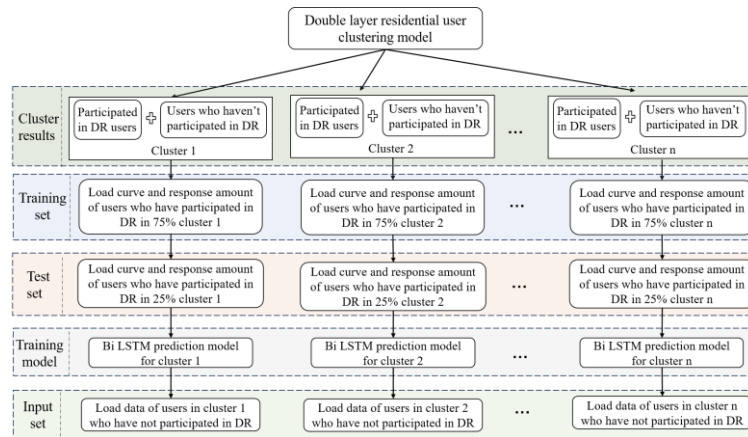 Double layer residential user
clustering model
Cluster
results
Participated
in DR users
Users who haven't
participated in DR
Cluster 1
Participated
in DR users
Users who haven't
participated in DR
Cluster 2
...
Participated
in DR users
Users who haven't
participated in DR
Cluster n
Training
set
Load curve and response amount
of users who have participated
in DR in 75% cluster 1
Load curve and response amount
of users who have participated
in DR in 75% cluster 2
...
Load curve and response amount
of users who have participated in
DR in 75% cluster n
Test
set
Load curve and response amount
of users who have participated in
DR in 25% cluster 1
Load curve and response amount
of users who have participated in
DR in 25% cluster 2
...
Load curve and response amount
of users who have participated in
DR in 25% cluster n
Training
model
Bi LSTM prediction model
for cluster 1
Bi LSTM prediction model
for cluster 2
...
Bi LSTM prediction model
for cluster n
Input
set
Load data of users in cluster 1
who have not participated in DR
Load data of users in cluster 2
who have not participated in DR
...
Load data of users in cluster n
who have not participated in DR